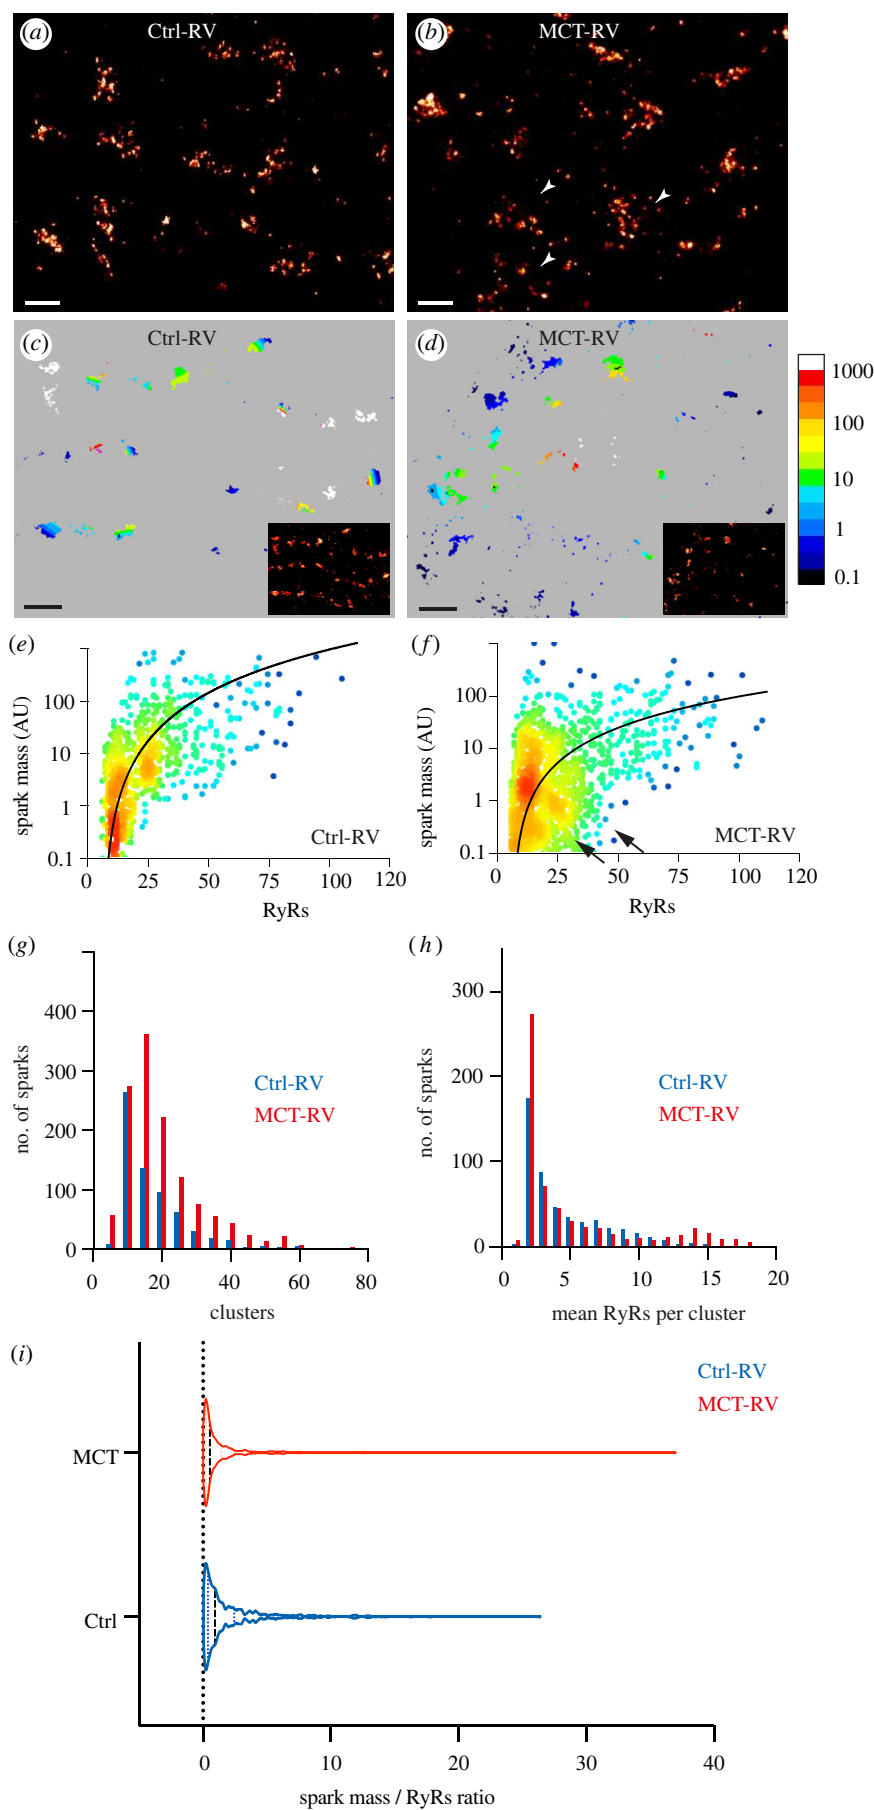 (a) Ctrl-RV
(b) MCT-RV
(c) Ctrl-RV
(d) MCT-RV
1000
100
10
1
0.1
(e)
spark mass (AU)
100
10
1
0.1
Ctrl-RV
0 25 50 75 100 120
RyRs
(f)
spark mass (AU)
100
10
1
0.1
MCT-RV
0 25 50 75 100 120
RyRs
(g)
no. of sparks
400
300
200
100
0
Ctrl-RV
MCT-RV
0 20 40 60 80
clusters
(h)
no. of sparks
300
200
100
0
Ctrl-RV
MCT-RV
0 5 10 15 20
mean RyRs per cluster
(i)
Ctrl-RV
MCT-RV
MCT
Ctrl
0 10 20 30 40
spark mass / RyRs ratio